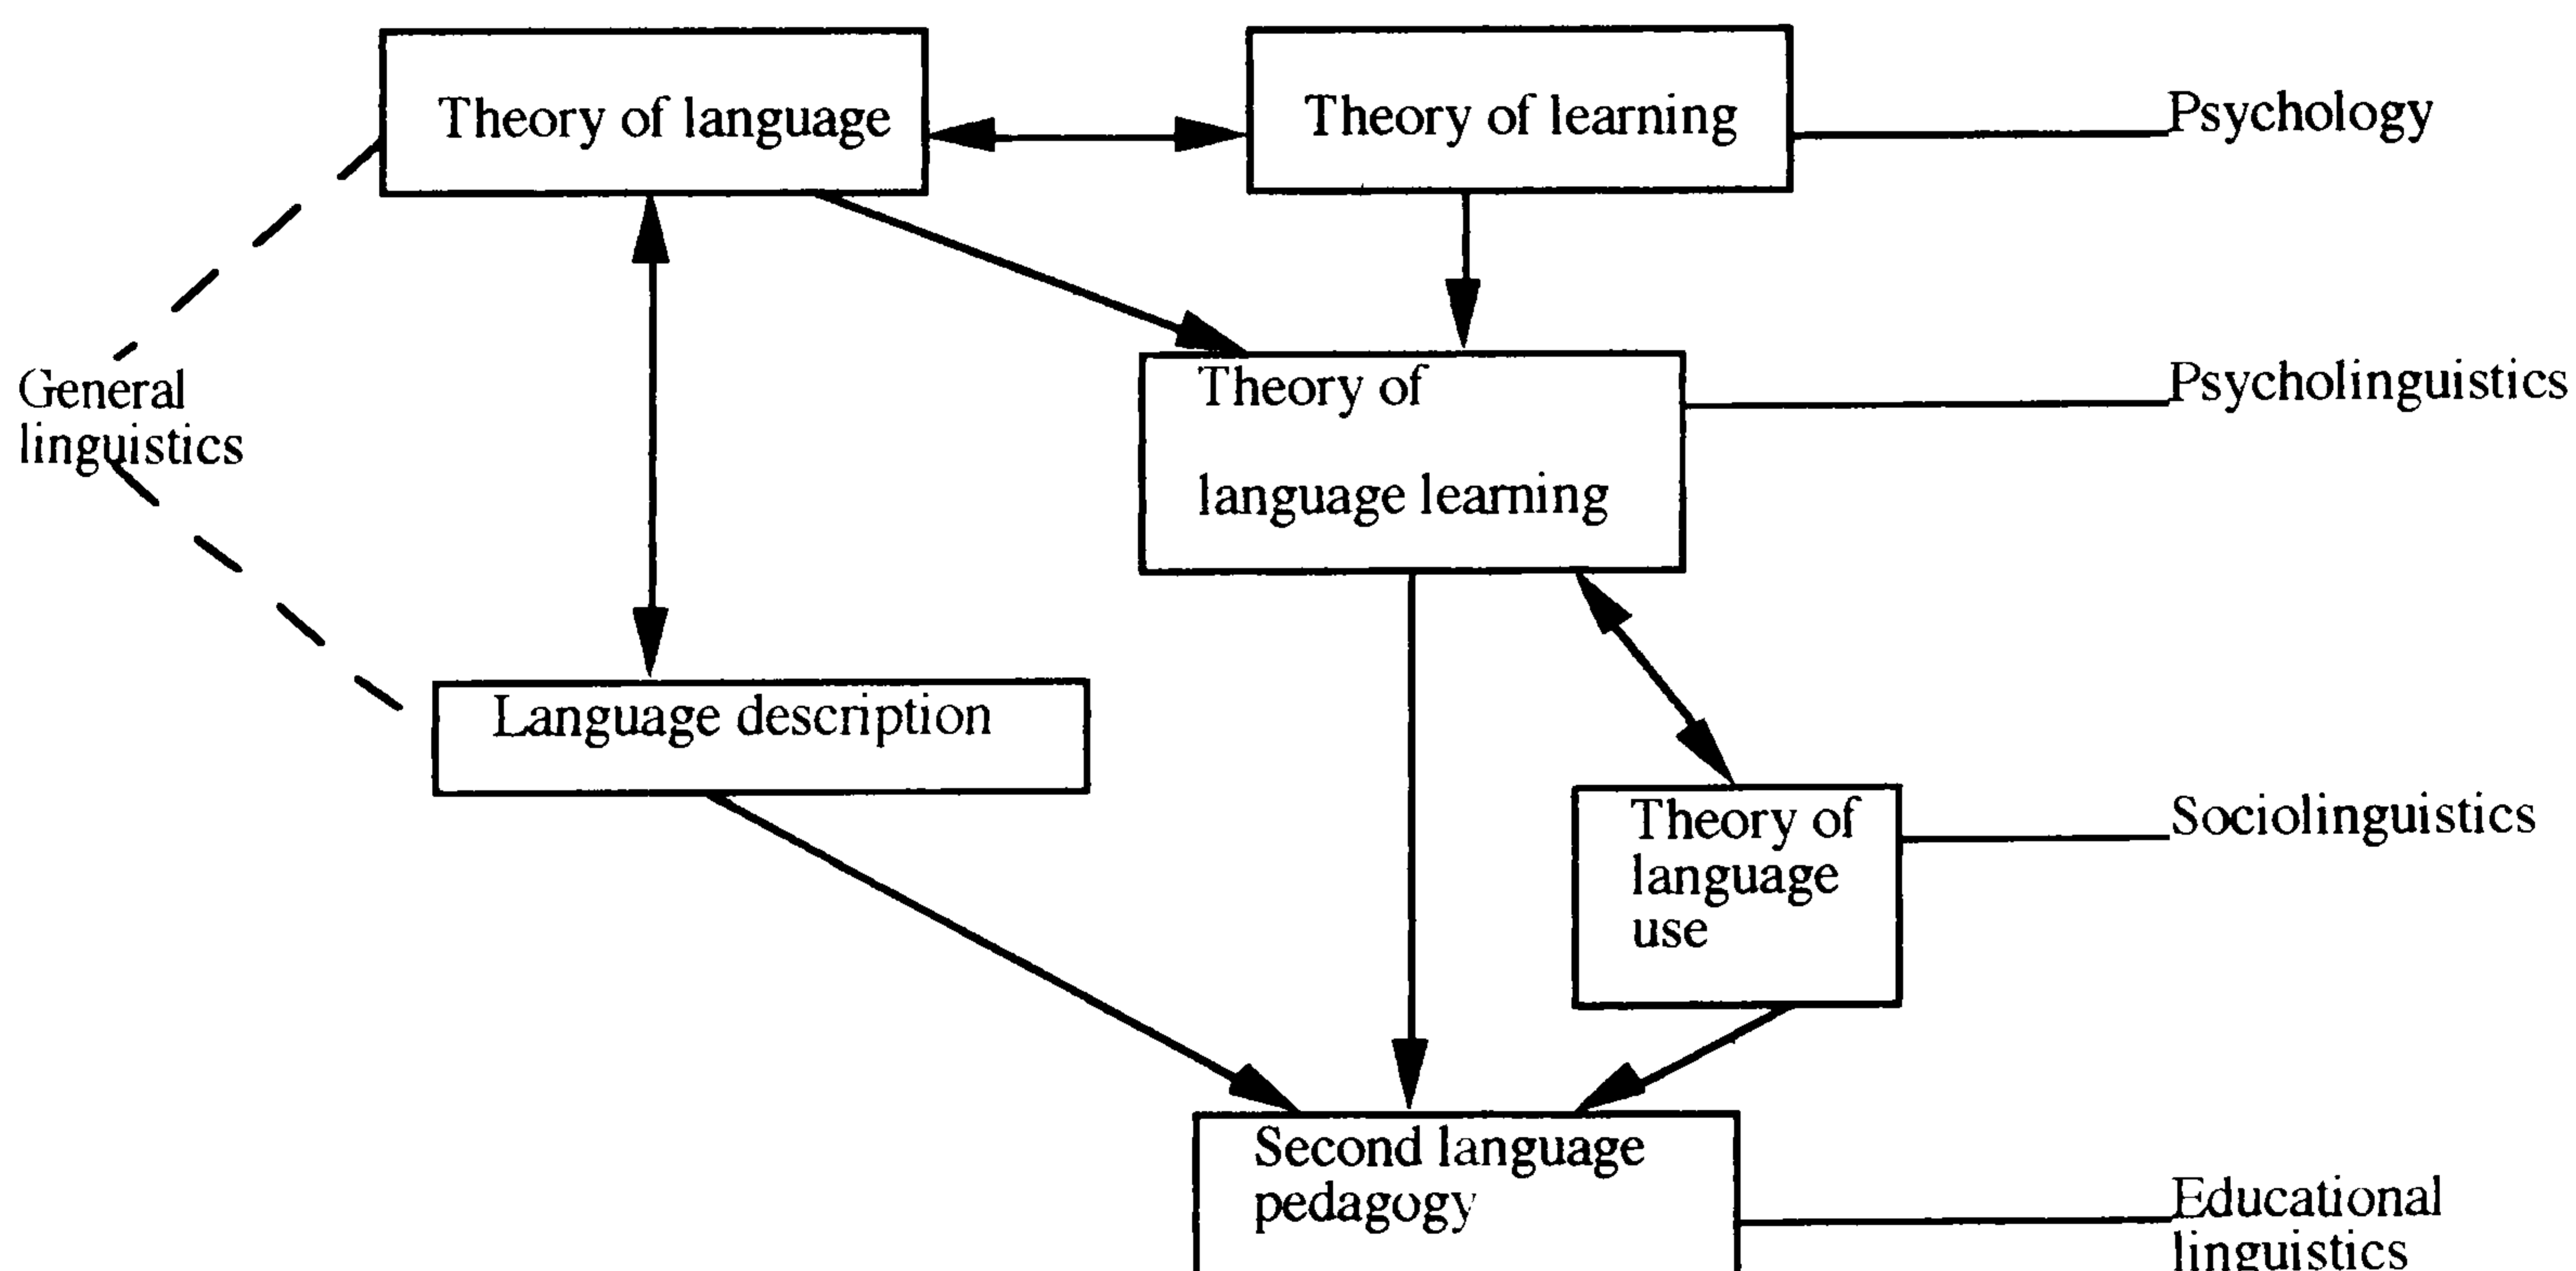 Theory of language
Theory of learning
Psychology
General
linguistics
Theory of
language learning
Psycholinguistics
Language description
Theory of
language
use
Sociolinguistics
Second language
pedagogy
Educational
linguistics